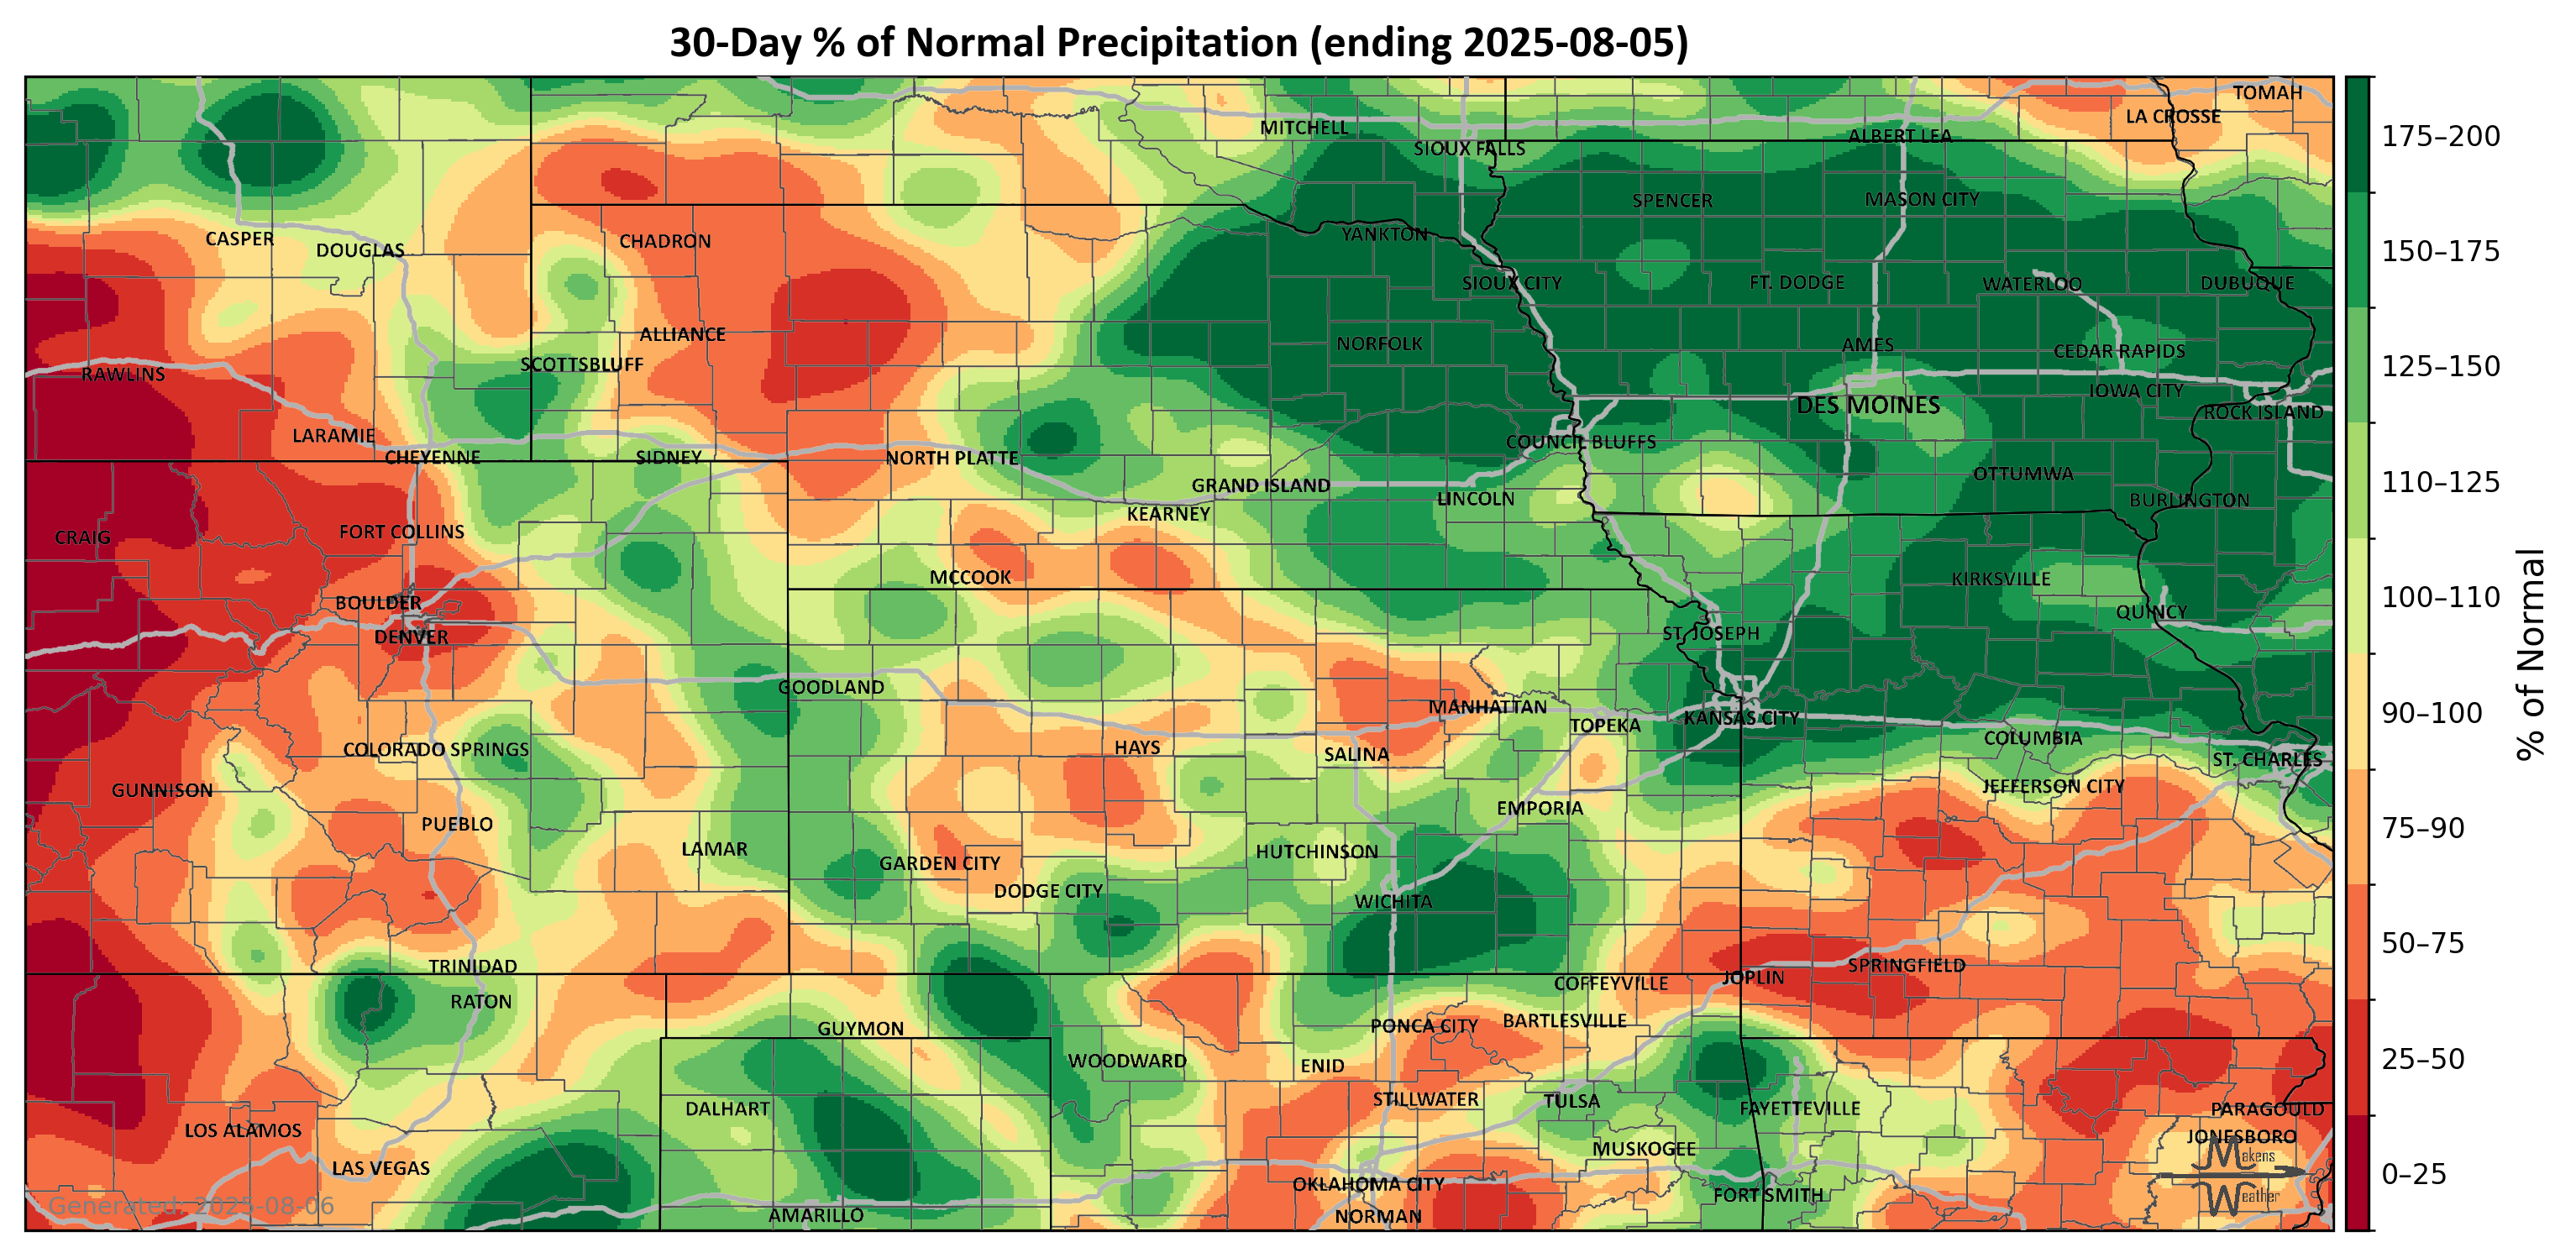 30-Day % of Normal Precipitation (ending 2025-08-05)
TOMAH
LA CROSSE
MITCHELL
ALBERT LEA
SIOUX FALLS
SPENCER
MASON CITY
YANKTON
CASPER
CHADRON
DOUGLAS
SIOUX CITY
FT. DODGE
WATERLOO
DUBUQUE
ALLIANCE
NORFOLK
AMES
CEDAR RAPIDS
SCOTTSBLUFF
RAWLINS
IOWA CITY
DES MOINES
ROCK ISLAND
LARAMIE
COUNCIL BLUFFS
CHEYENNE
SIDNEY
NORTH PLATTE
OTTUMWA
GRAND ISLAND
LINCOLN
BURLINGTON
KEARNEY
CRAIG
FORT COLLINS
MCCOOK
KIRKSVILLE
BOULDER
QUINCY
DENVER
ST. JOSEPH
GOODLAND
MANHATTAN
KANSAS CITY
TOPEKA
COLUMBIA
COLORADO SPRINGS
HAYS
SALINA
ST. CHARLES
GUNNISON
JEFFERSON CITY
EMPORIA
PUEBLO
LAMAR
HUTCHINSON
GARDEN CITY
DODGE CITY
WICHITA
TRINIDAD
SPRINGFIELD
JOPLIN
COFFEYVILLE
RATON
BARTLESVILLE
GUYMON
PONCA CITY
WOODWARD
ENID
STILLWATER
TULSA
DALHART
FAYETTEVILLE
PARAGOULD
LOS ALAMOS
JONESBORO
MUSKOGEE
LAS VEGAS
OKLAHOMA CITY
FORT SMITH
AMARILLO
NORMAN
Generated: 2025-08-06
Makens
Weather
175–200
150–175
125–150
110–125
100–110
90–100
75–90
50–75
25–50
0–25
% of Normal